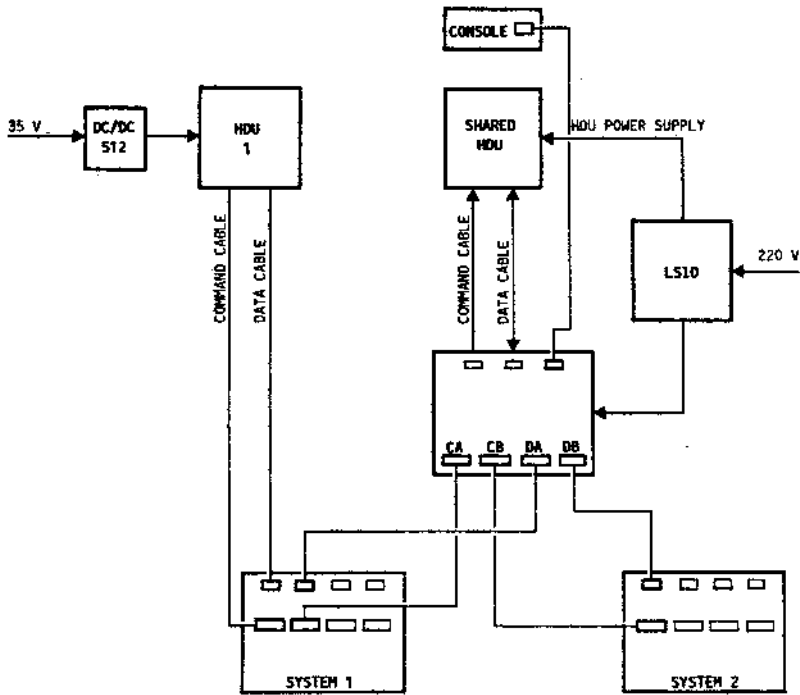 CONSOLE
35 V
DC/DC
512
HDU
1
SHARED
HDU
HDU POWER SUPPLY
COMMAND CABLE
DATA CABLE
COMMAND CABLE
DATA CABLE
LS10
220 V
CA CB DA DB
SYSTEM 1
SYSTEM 2